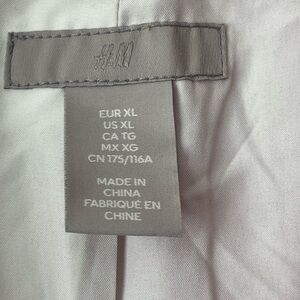 H&M
EUR XL
US XL
CA TG
MX XG
CN 175/116A
MADE IN
CHINA
FABRIQUÉ EN
CHINE